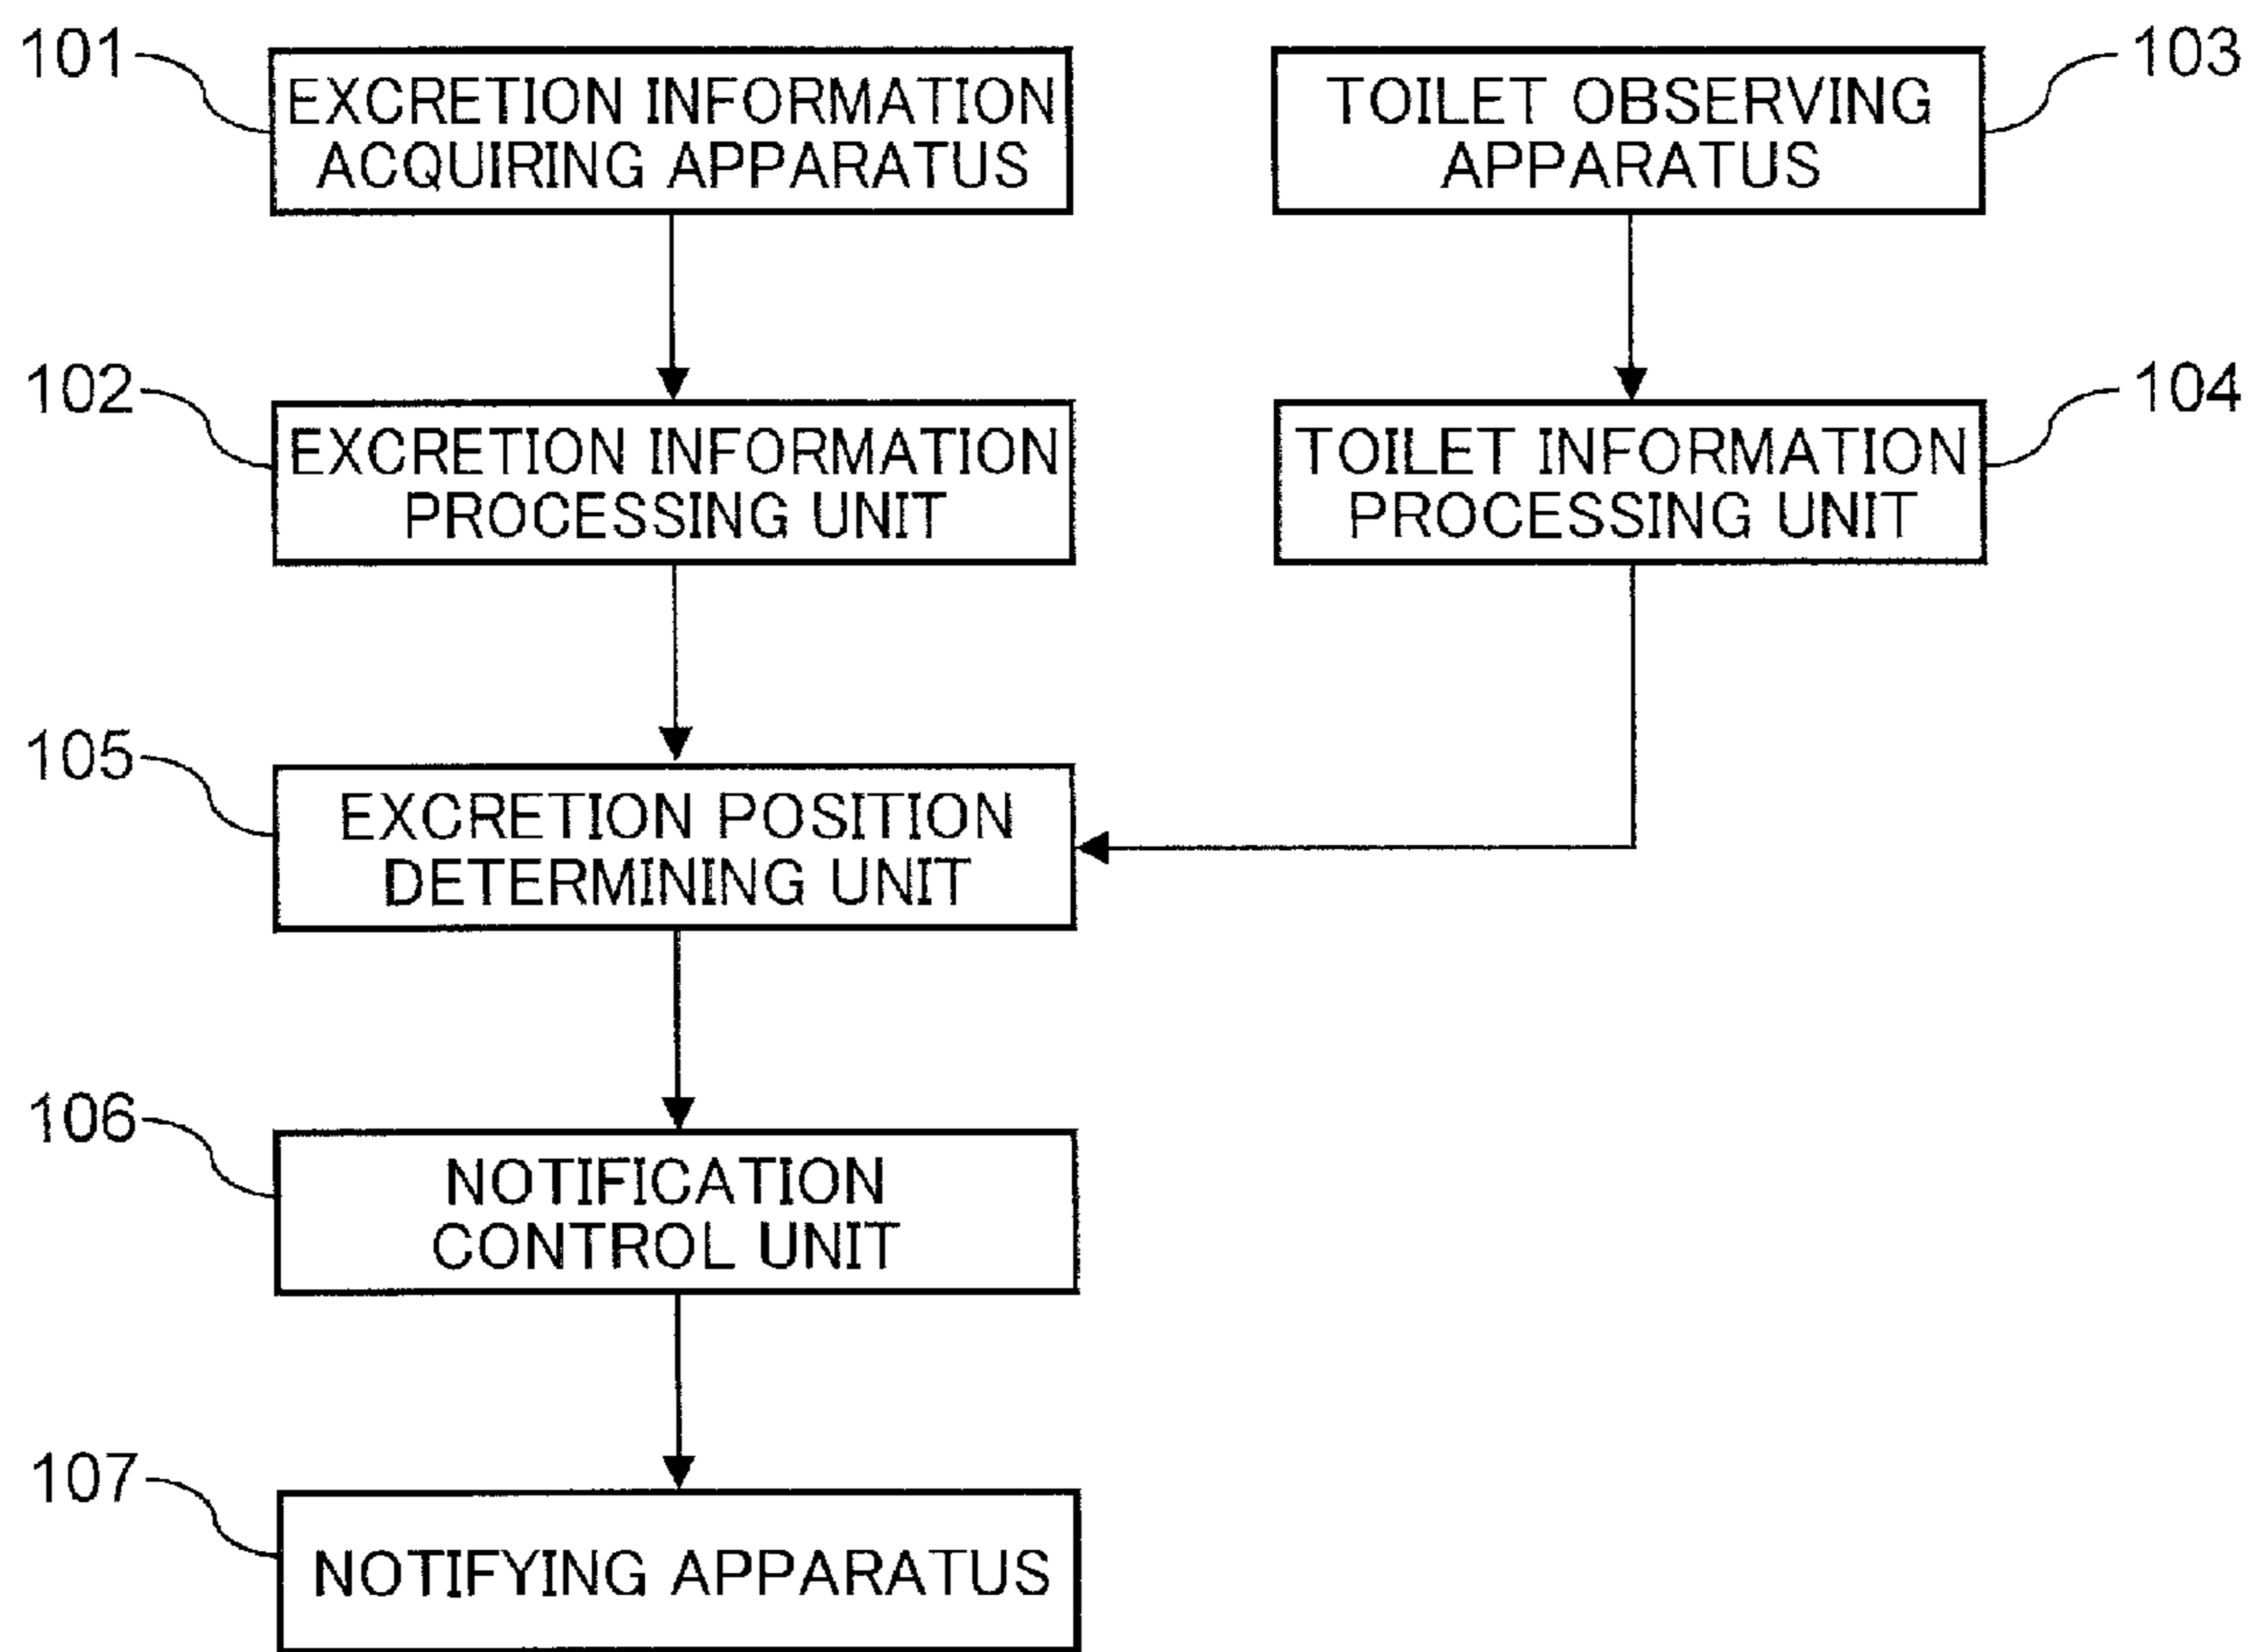 101
EXCRETION INFORMATION
ACQUIRING APPARATUS
TOILET OBSERVING
APPARATUS
103
102
EXCRETION INFORMATION
PROCESSING UNIT
TOILET INFORMATION
PROCESSING UNIT
104
105
EXCRETION POSITION
DETERMINING UNIT
106
NOTIFICATION
CONTROL UNIT
107
NOTIFYING APPARATUS